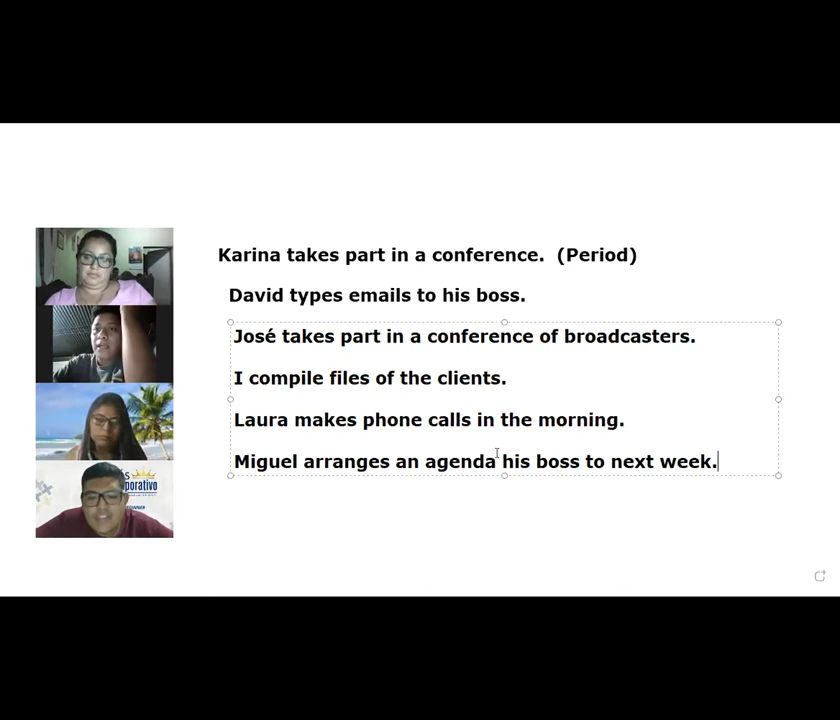 Karina takes part in a conference. (Period)
David types emails to his boss.
José takes part in a conference of broadcasters.
I compile files of the clients.
Laura makes phone calls in the morning.
Miguel arranges an agenda his boss to next week.
porativo